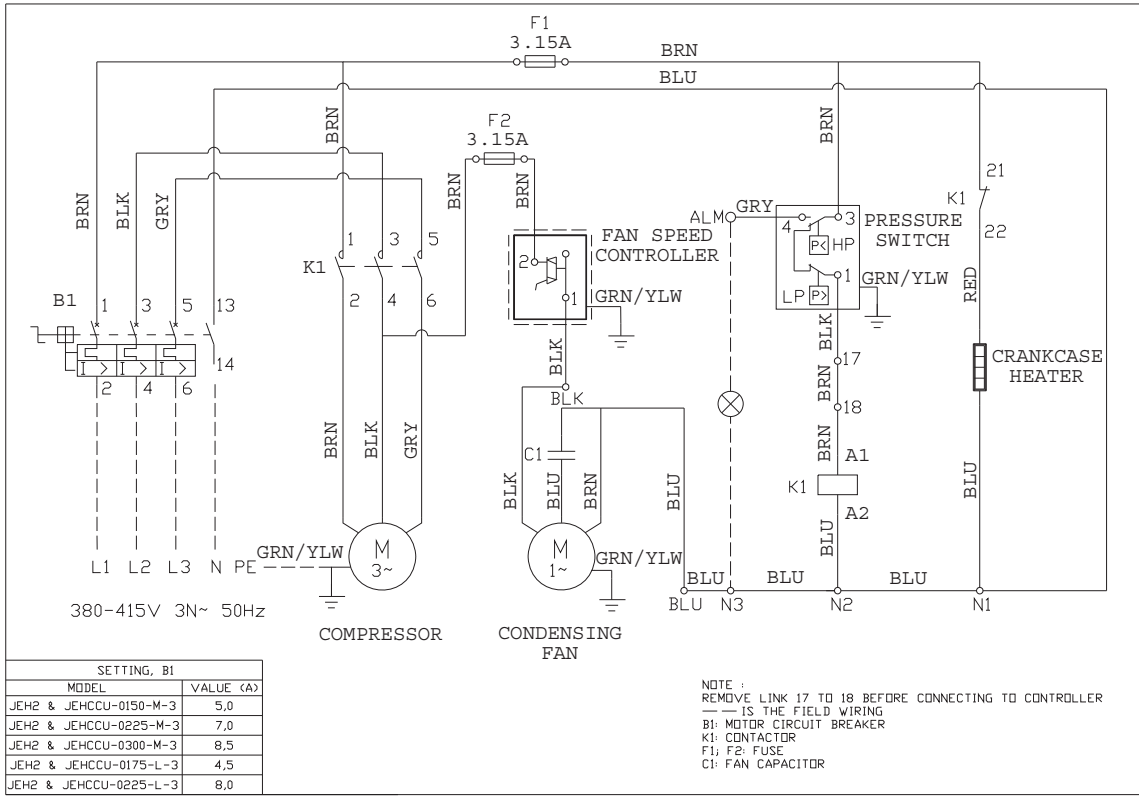 F1
3.15A
BRN
BLU
F2
3.15A
BRN
BRN
BLK
GRY
BRN
BRN
BRN
BRN
21
K1
22
ALM
GRY
4
3
PRESSURE
SWITCH
P< HP
LP P>
1
GRN/YLW
FAN SPEED
CONTROLLER
2
1
GRN/YLW
1 3 5
K1
2 4 6
B1
1 3 5 13
I > I > I >
14
2 4 6
RED
BLK
17
BRN
18
BLK
BLK
CRANKCASE
HEATER
BRN
BLK
GRY
C1
BLK
BLU
BRN
BLU
BRN
A1
K1
A2
BLU
BLU
M
3~
M
1~
GRN/YLW
GRN/YLW
L1 L2 L3 N PE
380-415V 3N~ 50Hz
BLU
BLU
BLU
BLU
N3
N2
N1
COMPRESSOR
CONDENSING
FAN
SETTING, B1
MODEL VALUE (A)
JEH2 & JEHCCU-0150-M-3 5,0
JEH2 & JEHCCU-0225-M-3 7,0
JEH2 & JEHCCU-0300-M-3 8,5
JEH2 & JEHCCU-0175-L-3 4,5
JEH2 & JEHCCU-0225-L-3 8,0
NOTE :
REMOVE LINK 17 TO 18 BEFORE CONNECTING TO CONTROLLER
— — IS THE FIELD WIRING
B1: MOTOR CIRCUIT BREAKER
K1: CONTACTOR
F1; F2: FUSE
C1: FAN CAPACITOR